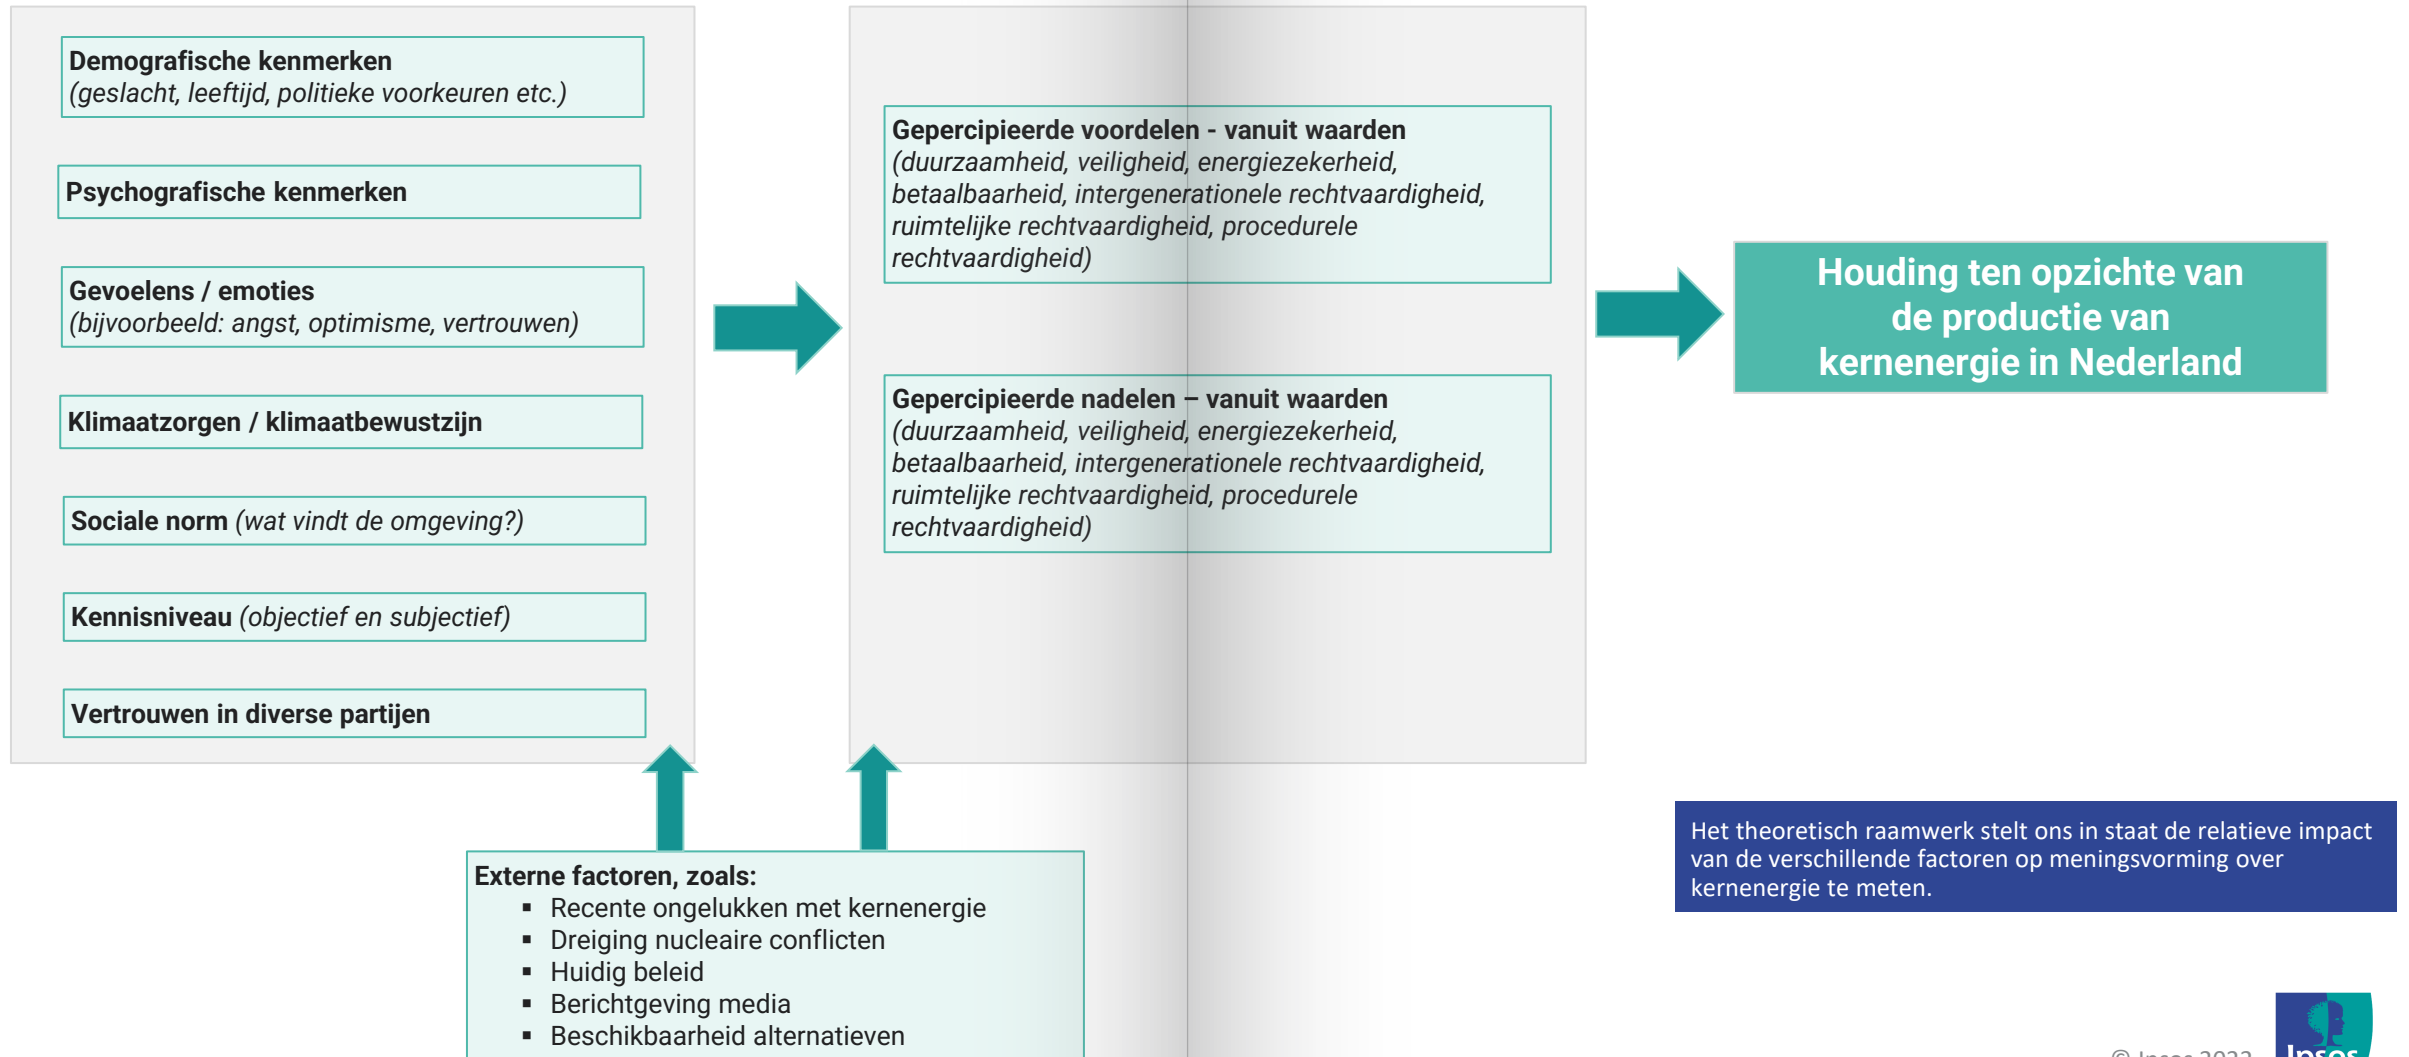 Demografische kenmerken
(geslacht, leeftijd, politieke voorkeuren etc.)
Psychografische kenmerken
Gevoelens / emoties
(bijvoorbeeld: angst, optimisme, vertrouwen)
Klimaatzorgen / klimaatbewustzijn
Sociale norm (wat vindt de omgeving?)
Kennisniveau (objectief en subjectief)
Vertrouwen in diverse partijen
Gepercipieerde voordelen - vanuit waarden
(duurzaamheid, veiligheid, energiezekerheid,
betaalbaarheid, intergenerationele rechtvaardigheid,
ruimtelijke rechtvaardigheid, procedurele
rechtvaardigheid)
Gepercipieerde nadelen – vanuit waarden
(duurzaamheid, veiligheid, energiezekerheid,
betaalbaarheid, intergenerationele rechtvaardigheid,
ruimtelijke rechtvaardigheid, procedurele
rechtvaardigheid)
Houding ten opzichte van
de productie van
kernenergie in Nederland
Externe factoren, zoals:
▪ Recente ongelukken met kernenergie
▪ Dreiging nucleaire conflicten
▪ Huidig beleid
▪ Berichtgeving media
▪ Beschikbaarheid alternatieven
Het theoretisch raamwerk stelt ons in staat de relatieve impact
van de verschillende factoren op meningsvorming over
kernenergie te meten.
© Ipsos 2022
Ipsos